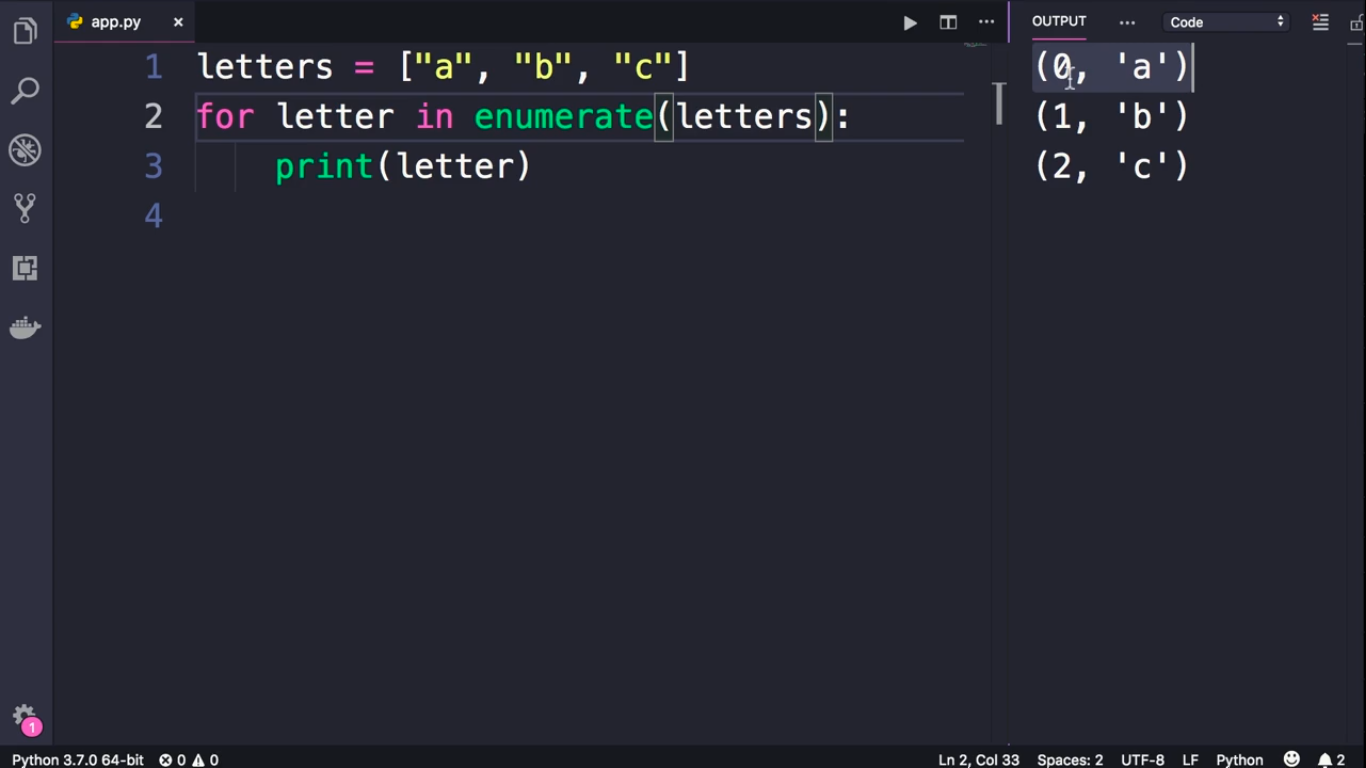 app.py
OUTPUT
Code
1 letters = ["a", "b", "c"]
2 for letter in enumerate(letters):
3 print(letter)
4
(0, 'a')
(1, 'b')
(2, 'c')
1
Python 3.7.0 64-bit 0 0 Ln 2, Col 33 Spaces: 2 UTF-8 LF Python 2